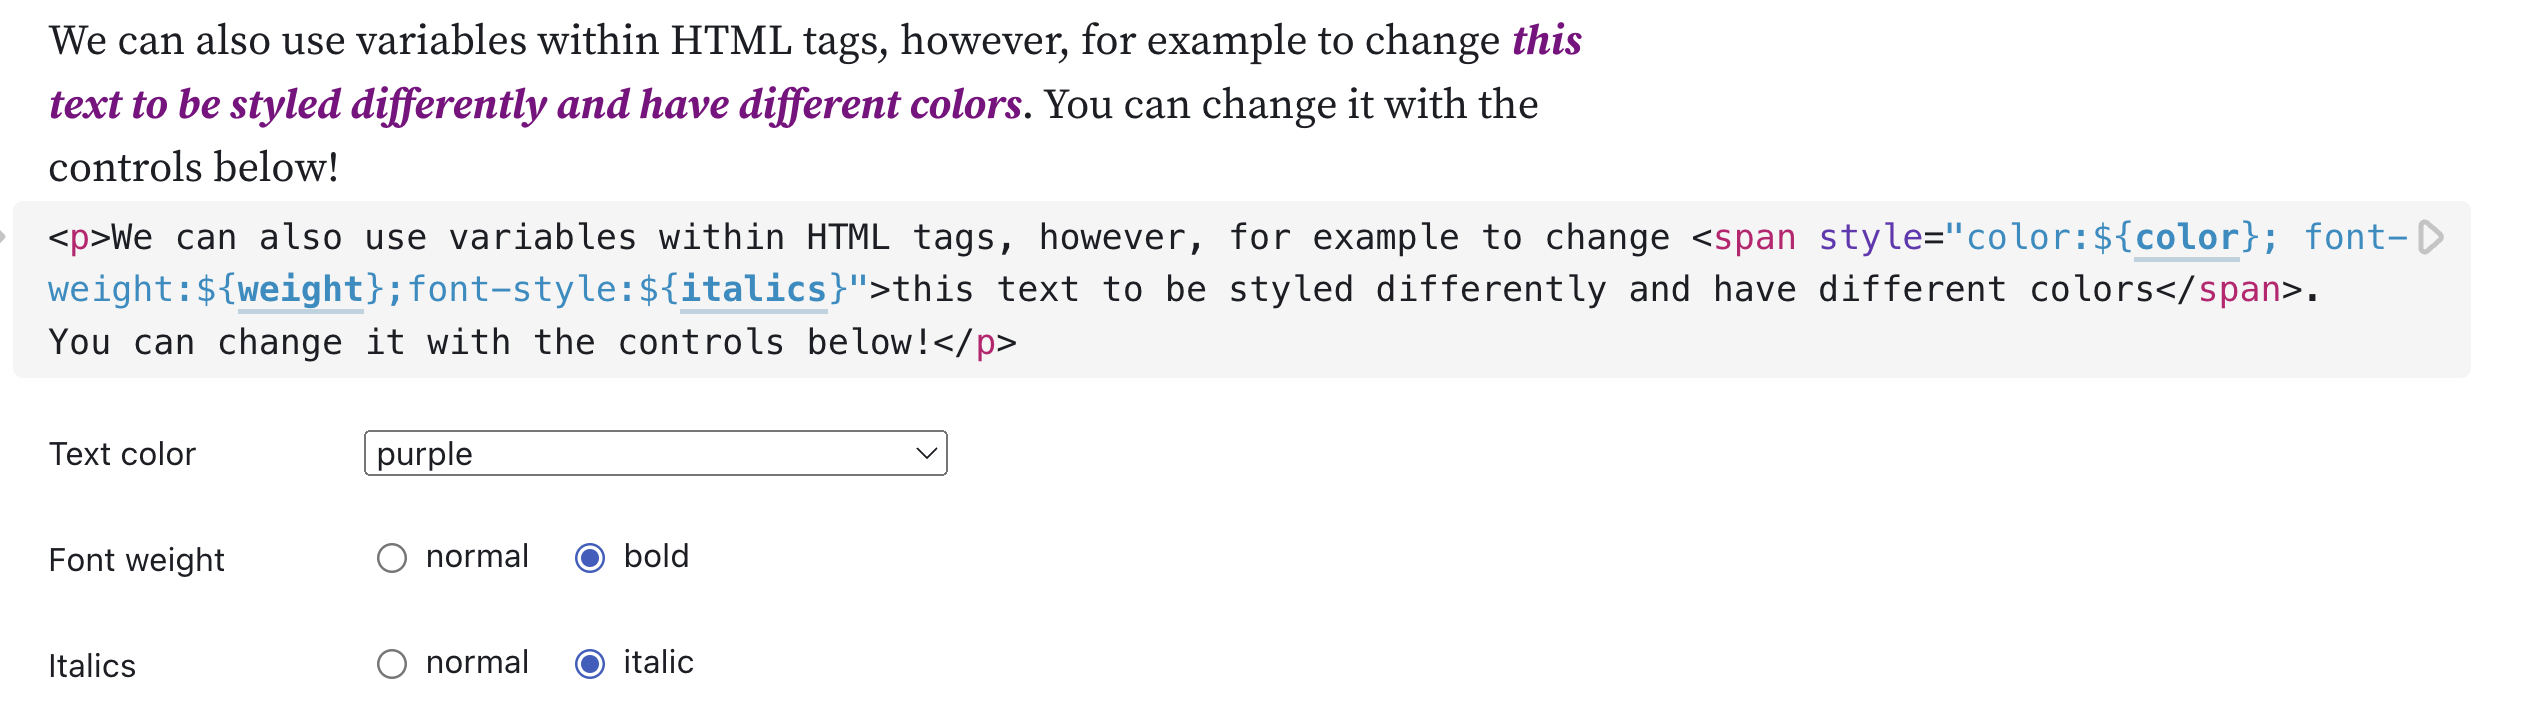 We can also use variables within HTML tags, however, for example to change this
text to be styled differently and have different colors. You can change it with the
controls below!
<p>We can also use variables within HTML tags, however, for example to change <span style="color:${color}; font-
weight:${weight};font-style:${italics}">this text to be styled differently and have different colors</span>.
You can change it with the controls below!</p>
Text color purple
Font weight normal bold
Italics normal italic